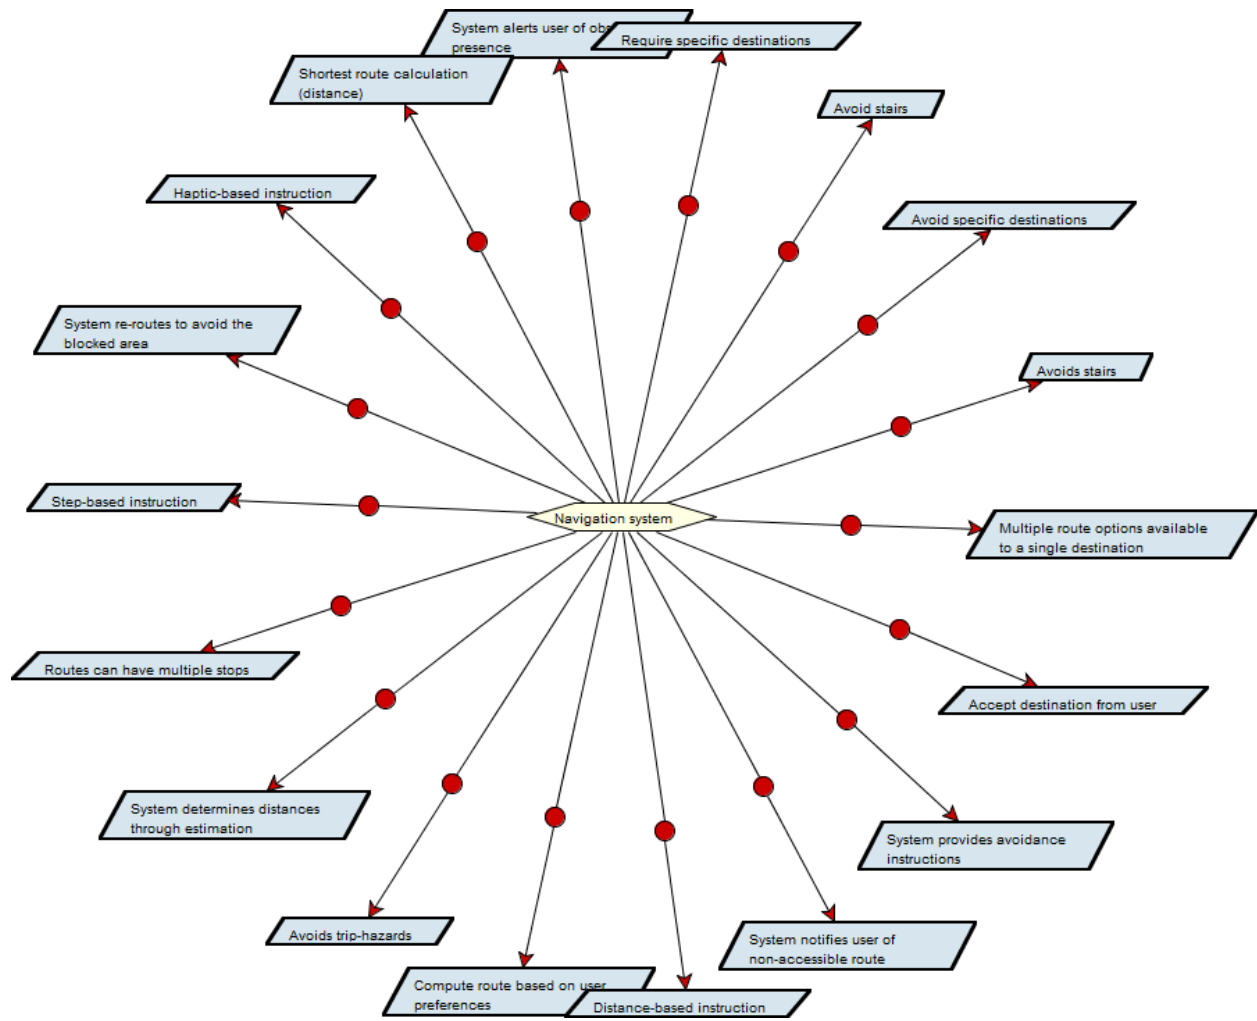 System alerts user of
presence
Require specific destinations
Shortest route calculation
(distance)
Avoid stairs
Haptic-based instruction
Avoid specific destinations
System re-routes to avoid the
blocked area
Avoids stairs
Step-based instruction
Navigation system
Multiple route options available
to a single destination
Routes can have multiple stops
Accept destination from user
System determines distances
through estimation
System provides avoidance
instructions
Avoids trip-hazards
System notifies user of
non-accessible route
Compute route based on user
preferences
Distance-based instruction